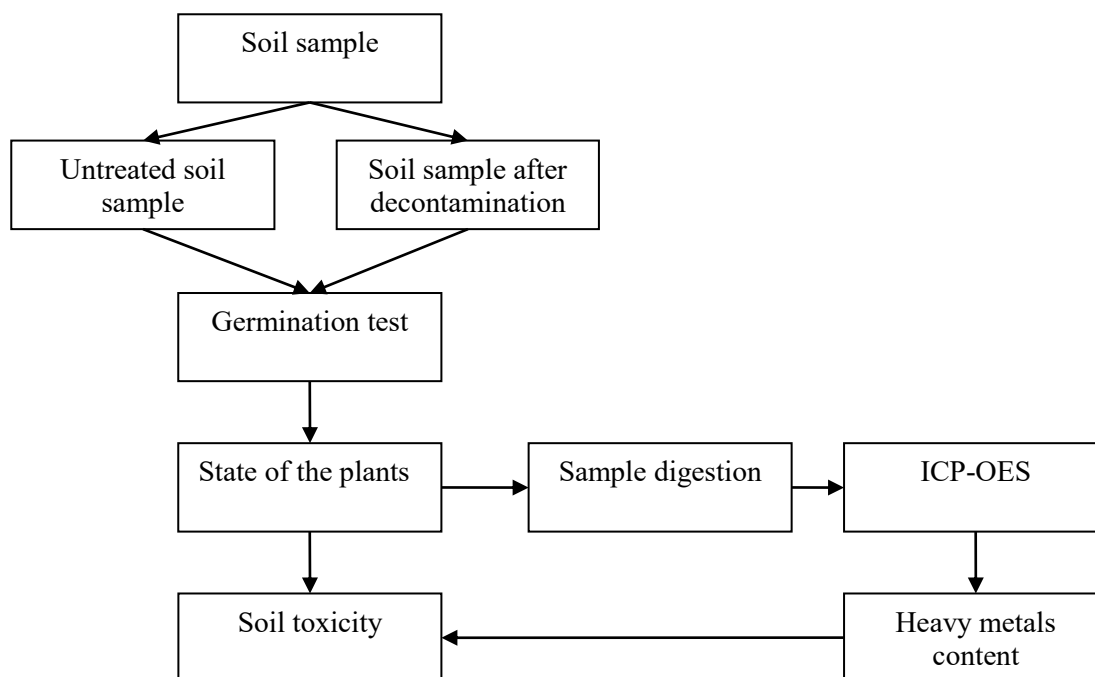 Soil sample
Untreated soil
sample
Soil sample after
decontamination
Germination test
State of the plants
Sample digestion
ICP-OES
Soil toxicity
Heavy metals
content